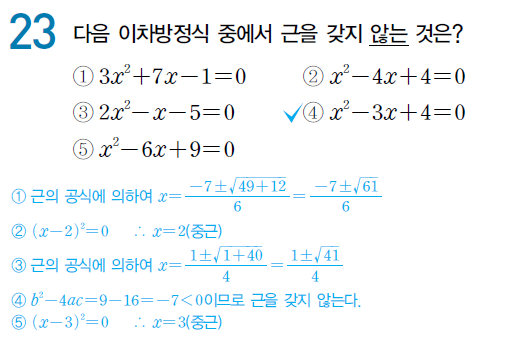 23 다음 이차방정식 중에서 근을 갖지 않는 것은?
① 3x²+7x−1=0 ② x²−4x+4=0
③ 2x²−x−5=0 ④ x²−3x+4=0
⑤ x²−6x+9=0
① 근의 공식에 의하여 x=(−7±√(49+12))/6=(−7±√61)/6
② (x−2)²=0 ∴ x=2(중근)
③ 근의 공식에 의하여 x=(1±√(1+40))/4=(1±√41)/4
④ b²−4ac=9−16=−7<0이므로 근을 갖지 않는다.
⑤ (x−3)²=0 ∴ x=3(중근)